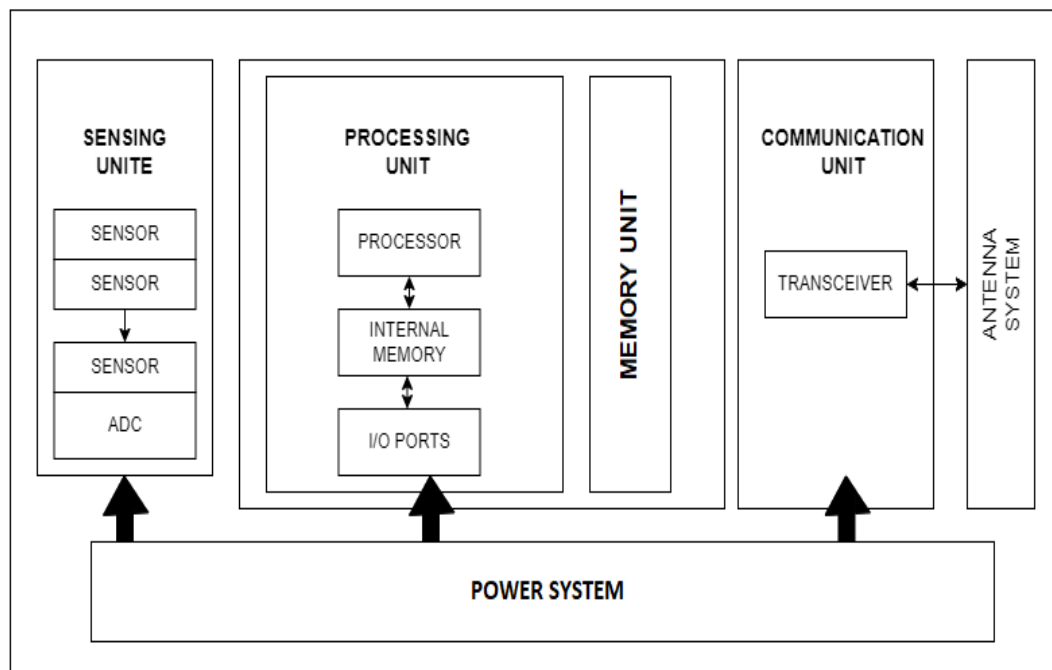 SENSING
UNITE
SENSOR
SENSOR
SENSOR
ADC
PROCESSING
UNIT
PROCESSOR
INTERNAL
MEMORY
I/O PORTS
MEMORY UNIT
COMMUNICATION
UNIT
TRANSCEIVER
ANTENNA
SYSTEM
POWER SYSTEM